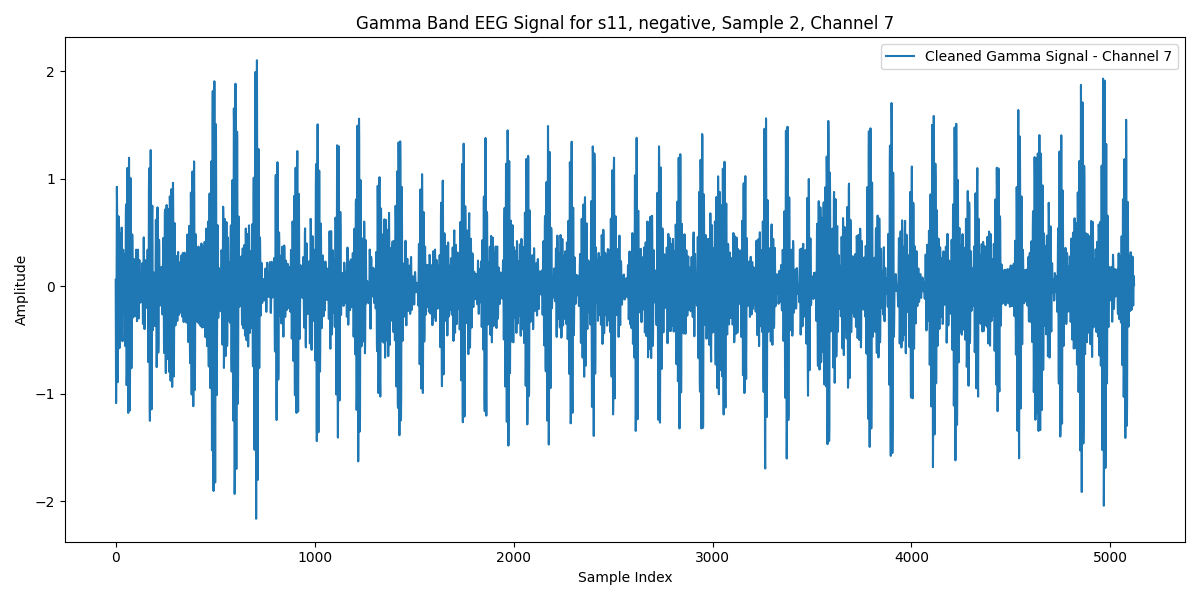 Gamma Band EEG Signal for s11, negative, Sample 2, Channel 7
Cleaned Gamma Signal - Channel 7
Amplitude
2
1
0
−1
−2
0 1000 2000 3000 4000 5000
Sample Index